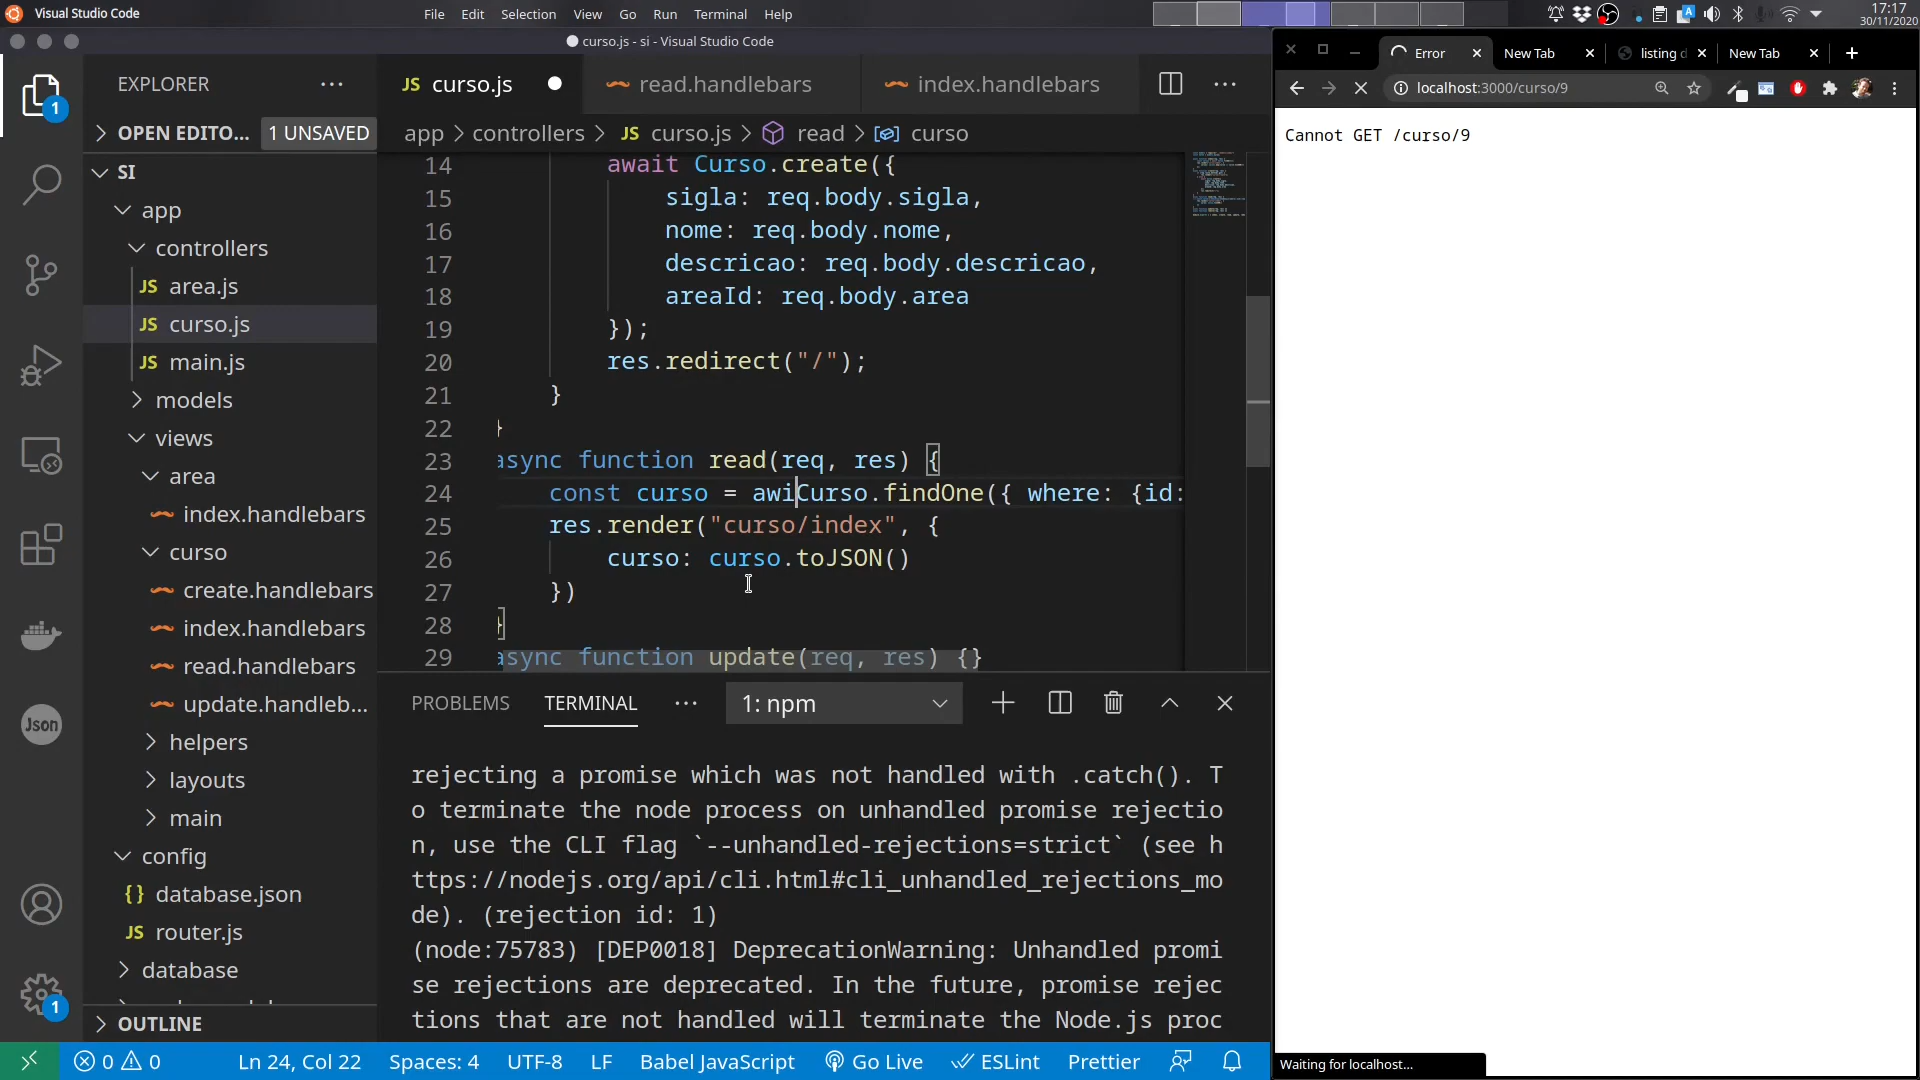 Visual Studio Code
File Edit Selection View Go Run Terminal Help
17:17
30/11/2020
curso.js - si - Visual Studio Code
EXPLORER
OPEN EDITO... 1 UNSAVED
SI
app
controllers
JS area.js
JS curso.js
JS main.js
models
views
area
index.handlebars
curso
create.handlebars
index.handlebars
read.handlebars
update.handleb...
helpers
layouts
main
config
{} database.json
JS router.js
database
OUTLINE
1
Json
1
JS curso.js
read.handlebars
index.handlebars
app > controllers > JS curso.js > read > curso
14 await Curso.create({
15 sigla: req.body.sigla,
16 nome: req.body.nome,
17 descricao: req.body.descricao,
18 areaId: req.body.area
19 });
20 res.redirect("/");
21 }
22 }
23 async function read(req, res) {
24 const curso = awiCurso.findOne({ where: {id:
25 res.render("curso/index", {
26 curso: curso.toJSON()
27 })
28 }
29 async function update(req, res) {}
PROBLEMS TERMINAL ... 1: npm
rejecting a promise which was not handled with .catch(). T
o terminate the node process on unhandled promise rejectio
n, use the CLI flag `--unhandled-rejections=strict` (see h
ttps://nodejs.org/api/cli.html#cli_unhandled_rejections_mo
de). (rejection id: 1)
(node:75783) [DEP0018] DeprecationWarning: Unhandled promi
se rejections are deprecated. In the future, promise rejec
tions that are not handled will terminate the Node.js proc
0 0 Ln 24, Col 22 Spaces: 4 UTF-8 LF Babel JavaScript Go Live ESLint Prettier
Error New Tab listing d New Tab
localhost:3000/curso/9
Cannot GET /curso/9
Waiting for localhost...